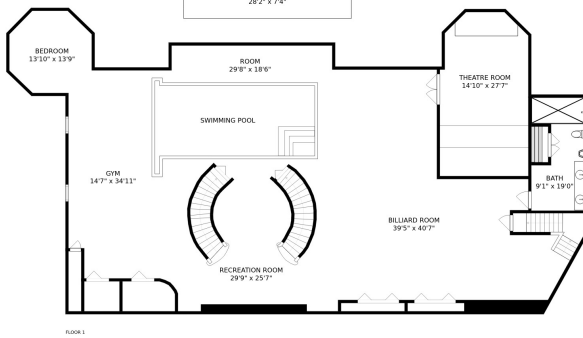 28'2" x 7'4"
BEDROOM
13'10" x 13'9"
ROOM
29'8" x 18'6"
THEATRE ROOM
14'10" x 27'7"
SWIMMING POOL
GYM
14'7" x 34'11"
BATH
9'1" x 19'0"
BILLIARD ROOM
39'5" x 40'7"
RECREATION ROOM
29'9" x 25'7"
FLOOR 1